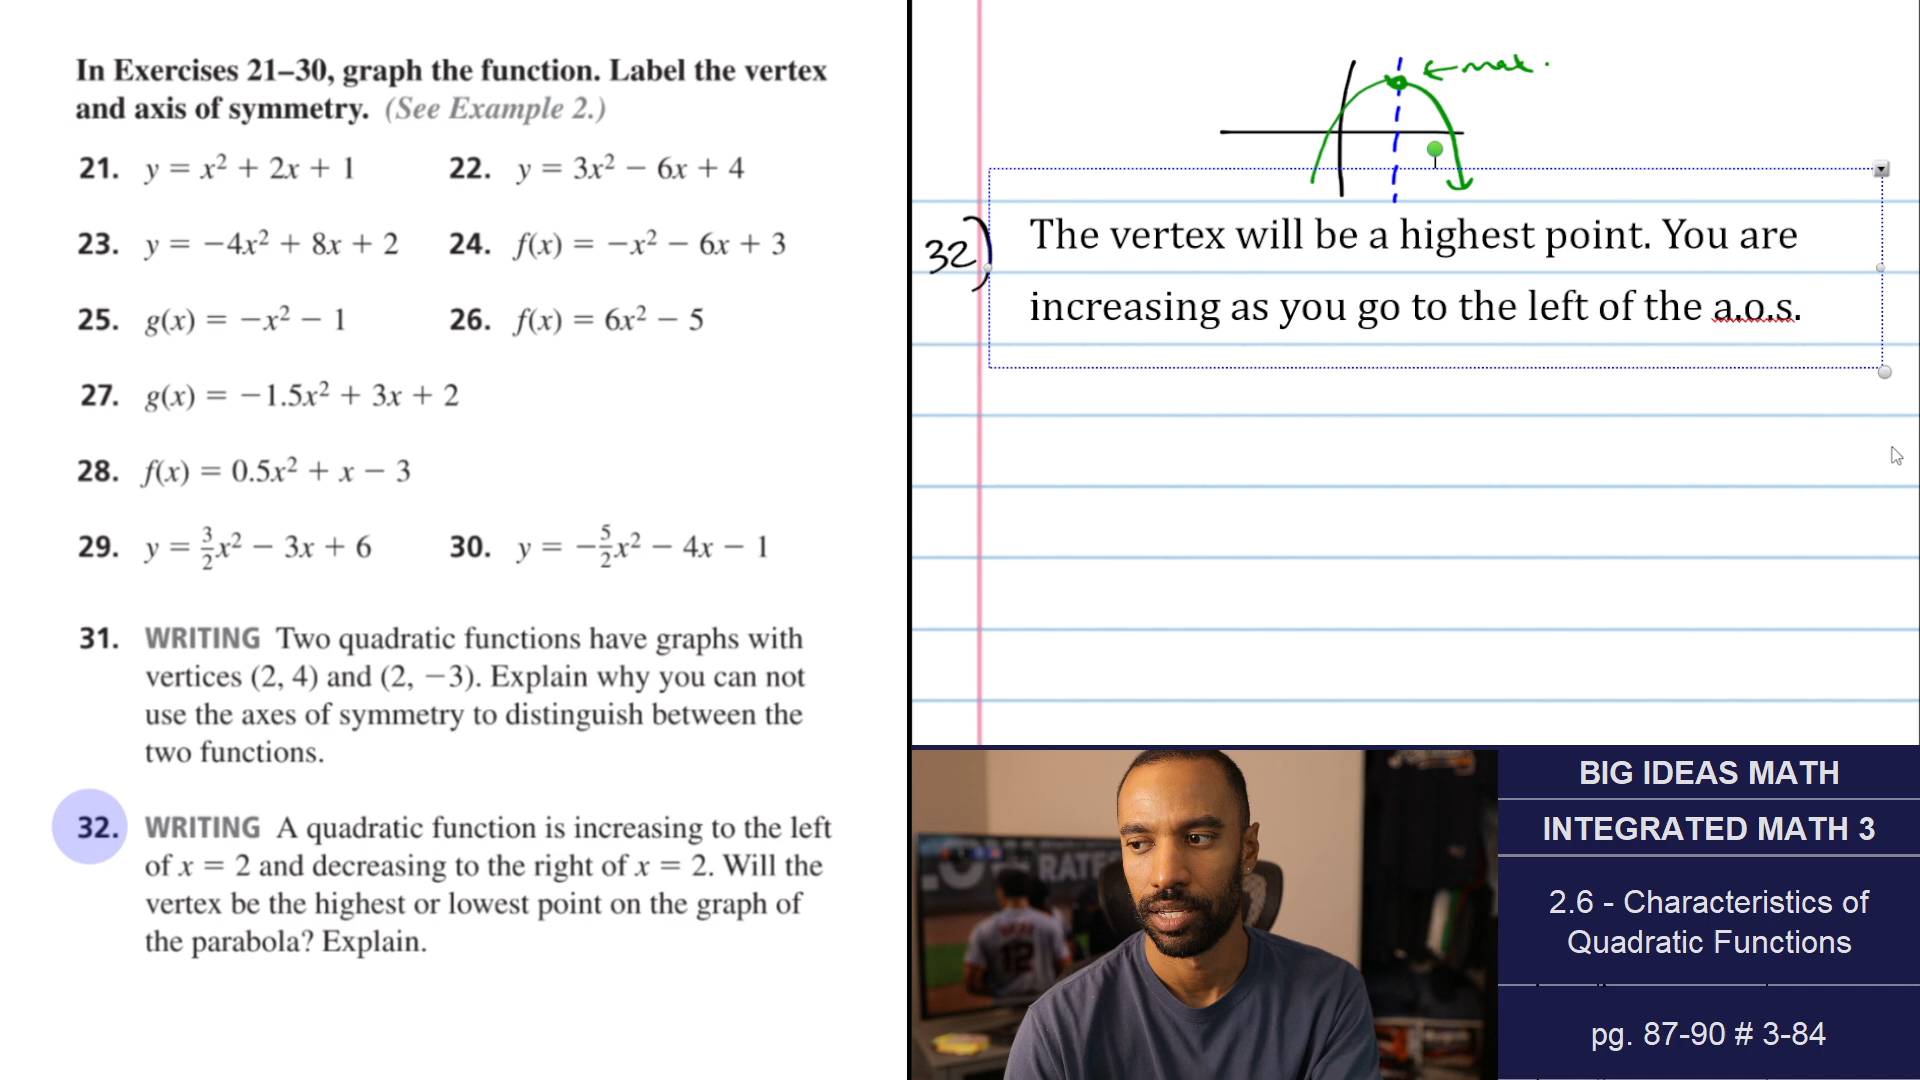 In Exercises 21–30, graph the function. Label the vertex
and axis of symmetry. (See Example 2.)
21. y = x² + 2x + 1 22. y = 3x² − 6x + 4
23. y = −4x² + 8x + 2 24. f(x) = −x² − 6x + 3
25. g(x) = −x² − 1 26. f(x) = 6x² − 5
27. g(x) = −1.5x² + 3x + 2
28. f(x) = 0.5x² + x − 3
29. y = 3/2x² − 3x + 6 30. y = −5/2x² − 4x − 1
31. WRITING Two quadratic functions have graphs with
vertices (2, 4) and (2, −3). Explain why you can not
use the axes of symmetry to distinguish between the
two functions.
32. WRITING A quadratic function is increasing to the left
of x = 2 and decreasing to the right of x = 2. Will the
vertex be the highest or lowest point on the graph of
the parabola? Explain.
←max.
32)
The vertex will be a highest point. You are
increasing as you go to the left of the a.o.s.
RATE
12
BIG IDEAS MATH
INTEGRATED MATH 3
2.6 - Characteristics of
Quadratic Functions
pg. 87-90 # 3-84